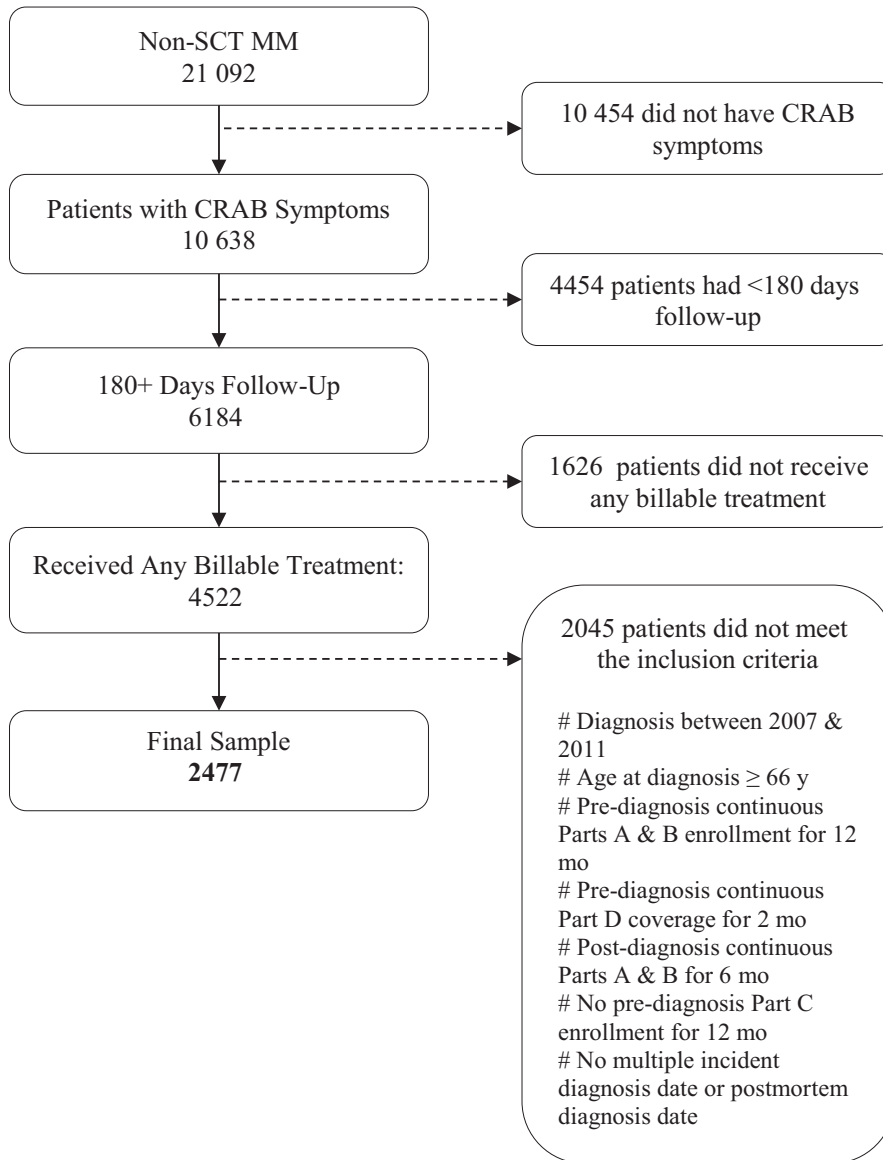 Non-SCT MM
21 092
10 454 did not have CRAB
symptoms
Patients with CRAB Symptoms
10 638
4454 patients had <180 days
follow-up
180+ Days Follow-Up
6184
1626 patients did not receive
any billable treatment
Received Any Billable Treatment:
4522
2045 patients did not meet
the inclusion criteria
# Diagnosis between 2007 &
2011
# Age at diagnosis ≥ 66 y
# Pre-diagnosis continuous
Parts A & B enrollment for 12
mo
# Pre-diagnosis continuous
Part D coverage for 2 mo
# Post-diagnosis continuous
Parts A & B for 6 mo
# No pre-diagnosis Part C
enrollment for 12 mo
# No multiple incident
diagnosis date or postmortem
diagnosis date
Final Sample
2477